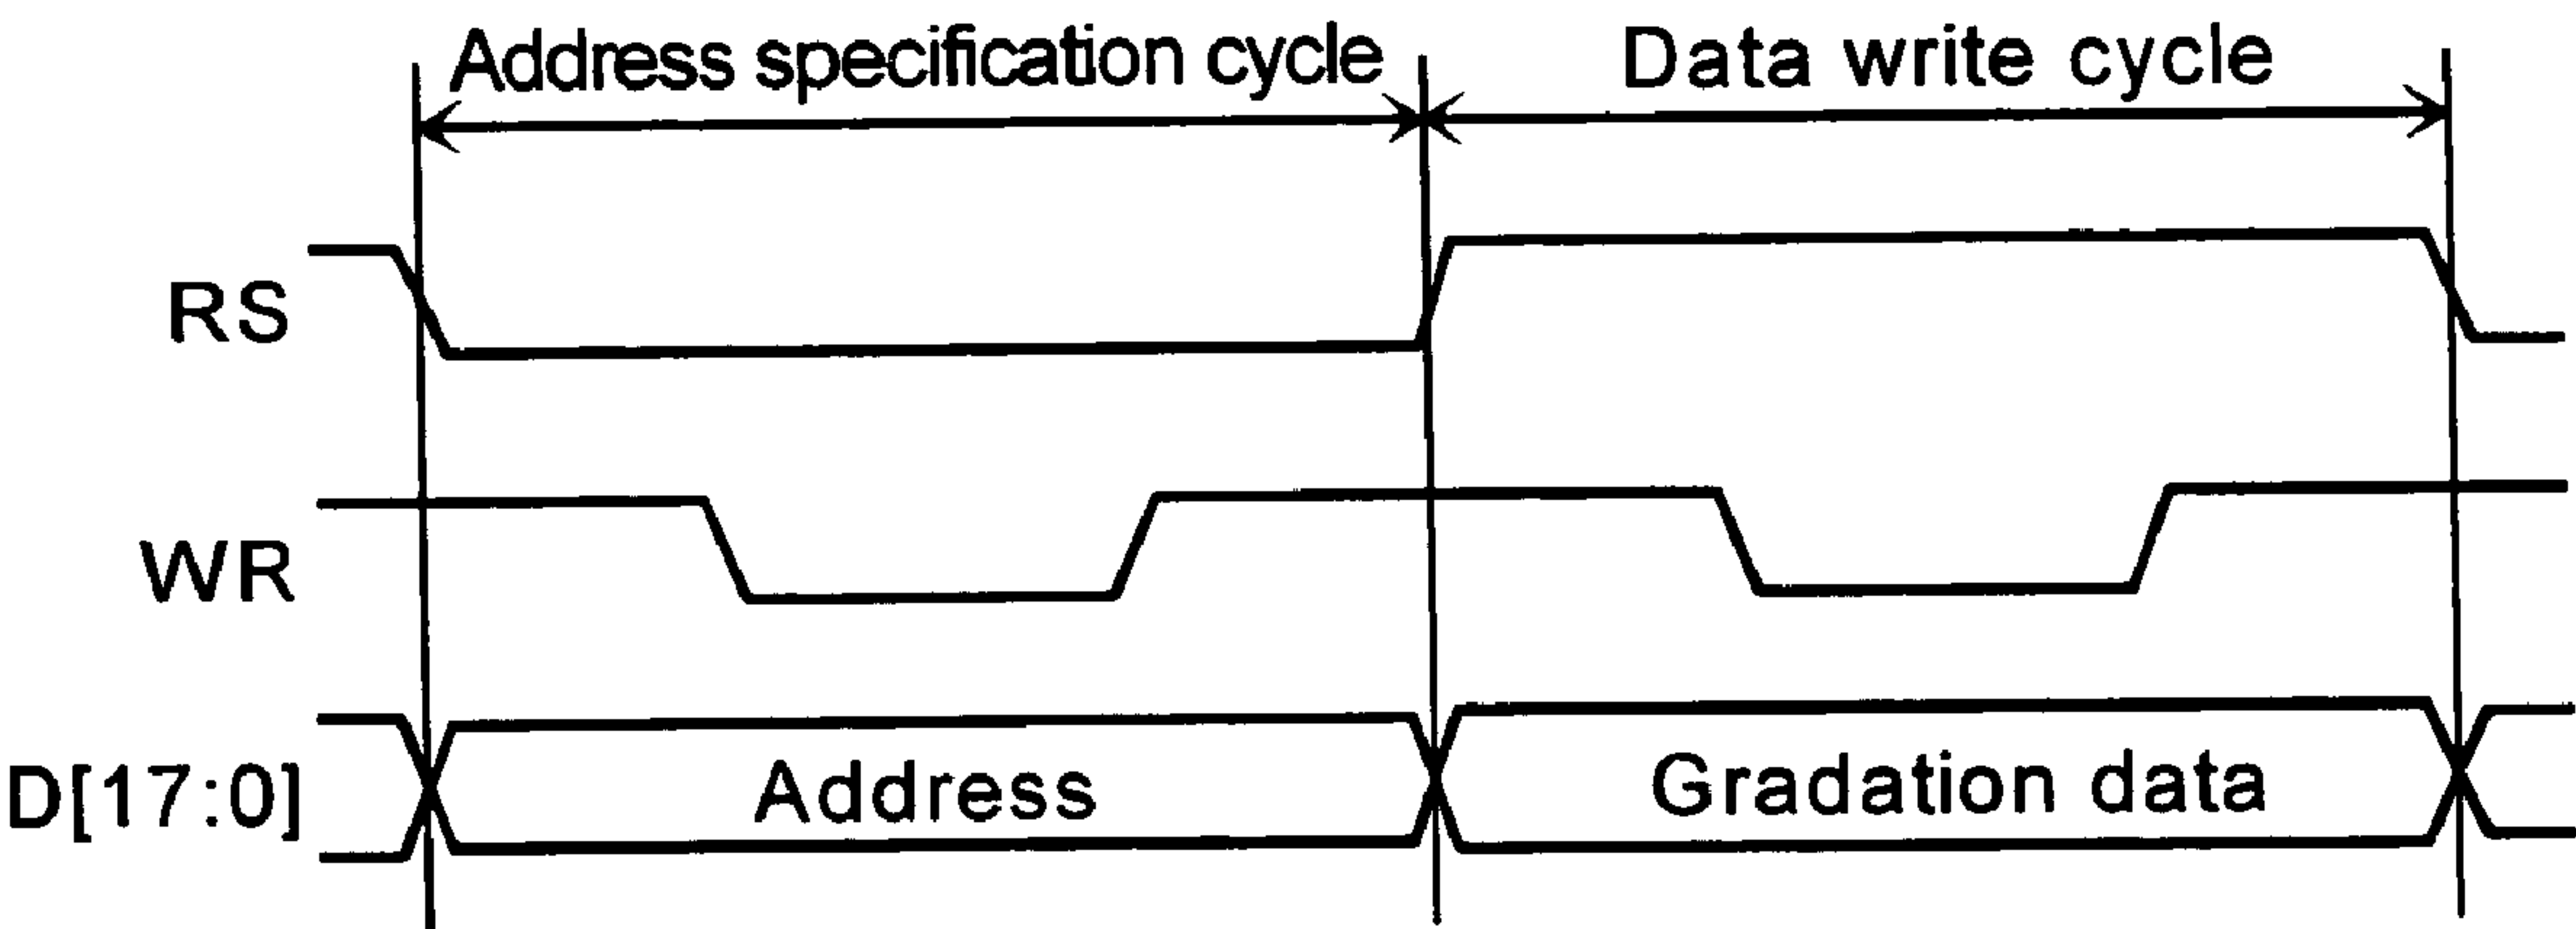 Address specification cycle Data write cycle
RS
WR
D[17:0] Address Gradation data